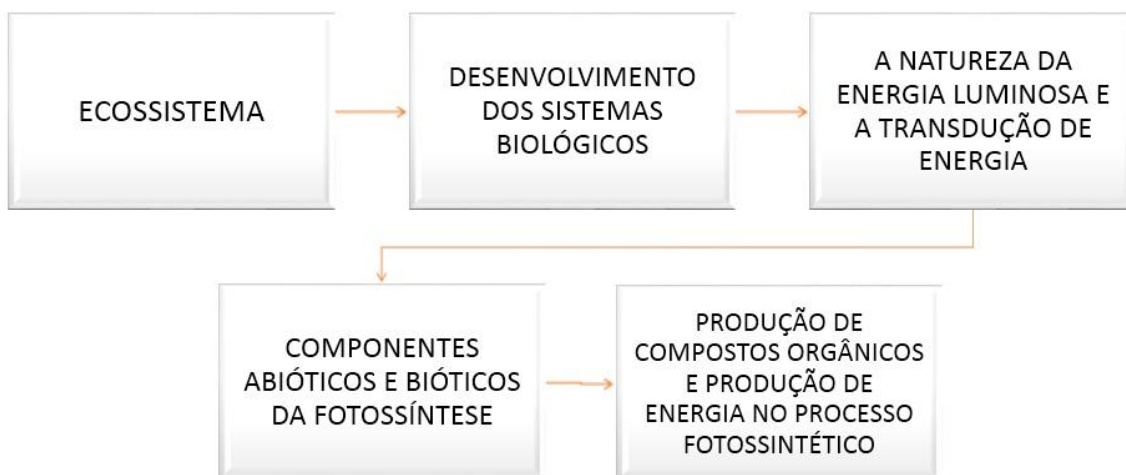 ECOSSISTEMA
DESENVOLVIMENTO
DOS SISTEMAS
BIOLÓGICOS
A NATUREZA DA
ENERGIA LUMINOSA E
A TRANSDUÇÃO DE
ENERGIA
COMPONENTES
ABIÓTICOS E BIÓTICOS
DA FOTOSSÍNTESE
PRODUÇÃO DE
COMPOSTOS ORGÂNICOS
E PRODUÇÃO DE
ENERGIA NO PROCESSO
FOTOSSINTÉTICO